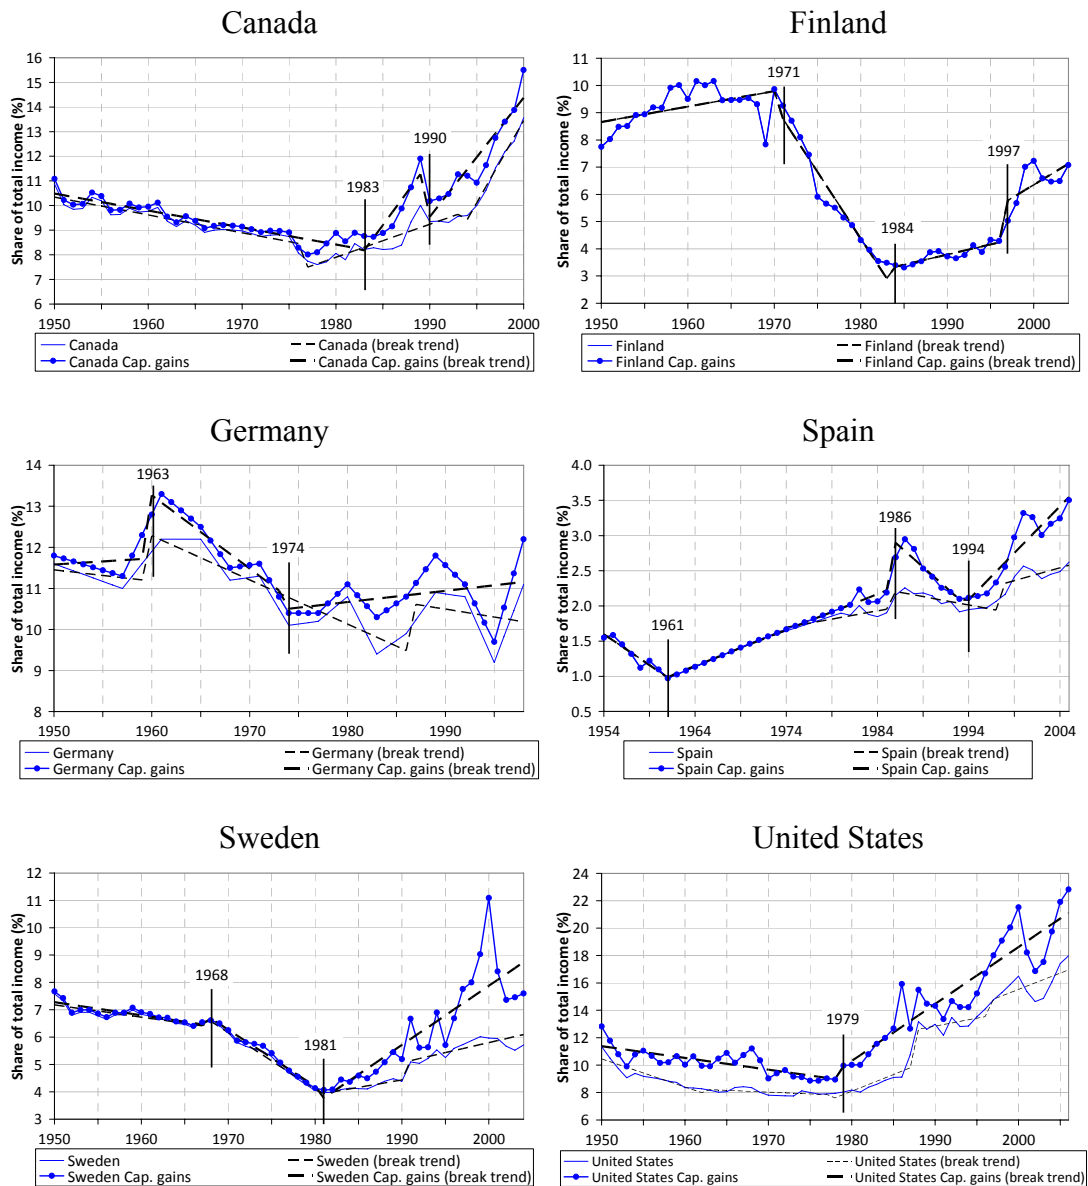 Canada
Share of total income (%)
16
15
14
13
12
11
10
9
8
7
6
1983
1990
1950
1960
1970
1980
1990
2000
Canada
Canada (break trend)
Canada Cap. gains
Canada Cap. gains (break trend)
Finland
Share of total income (%)
11
10
9
8
7
6
5
4
3
2
1971
1984
1997
1950
1960
1970
1980
1990
2000
Finland
Finland (break trend)
Finland Cap. gains
Finland Cap. gains (break trend)
Germany
Share of total income (%)
14
13
12
11
10
9
8
1963
1974
1950
1960
1970
1980
1990
Germany
Germany (break trend)
Germany Cap. gains
Germany Cap. gains (break trend)
Spain
Share of total income (%)
4.0
3.5
3.0
2.5
2.0
1.5
1.0
0.5
1961
1986
1994
1954
1964
1974
1984
1994
2004
Spain
Spain (break trend)
Spain Cap. gains
Spain Cap. gains
Sweden
Share of total income (%)
12
11
10
9
8
7
6
5
4
3
1968
1981
1950
1960
1970
1980
1990
2000
Sweden
Sweden (break trend)
Sweden Cap. gains
Sweden Cap. gains (break trend)
United States
Share of total income (%)
24
22
20
18
16
14
12
10
8
6
1979
1950
1960
1970
1980
1990
2000
United States
United States (break trend)
United States Cap. gains
United States Cap. gains (break trend)